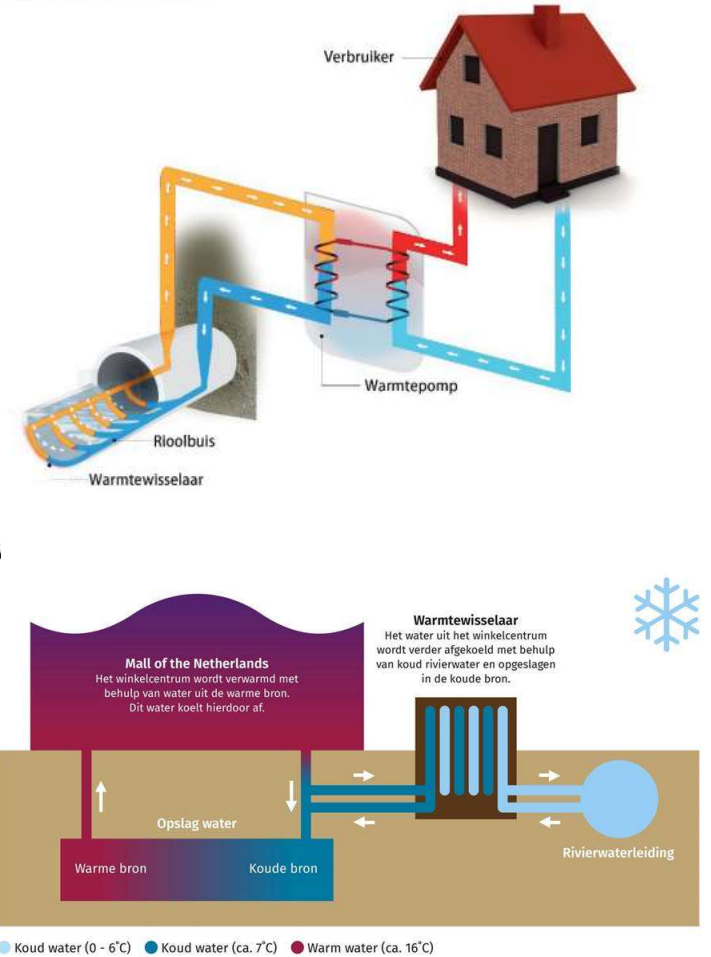 Verbruiker
Warmtepomp
Rioolbuis
Warmtewisselaar
Warmtewisselaar
Het water uit het winkelcentrum
wordt verder afgekoeld met behulp
van koud rivierwater en opgeslagen
in de koude bron.
Mall of the Netherlands
Het winkelcentrum wordt verwarmd met
behulp van water uit de warme bron.
Dit water koelt hierdoor af.
Opslag water
Warme bron
Koude bron
Rivierwaterleiding
Koud water (0 - 6˚C)
Koud water (ca. 7˚C)
Warm water (ca. 16˚C)